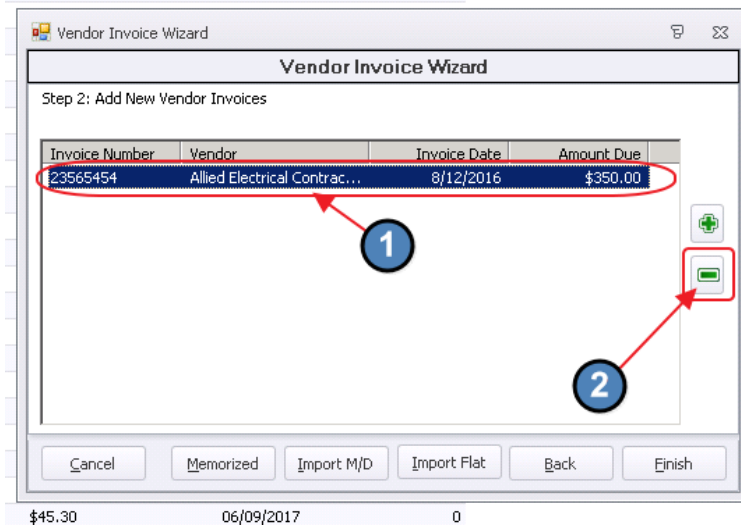 Vendor Invoice Wizard
Vendor Invoice Wizard
Step 2: Add New Vendor Invoices
Invoice Number Vendor Invoice Date Amount Due
23565454 Allied Electrical Contrac... 8/12/2016 $350.00
1
2
Cancel Memorized Import M/D Import Flat Back Finish
$45.30 06/09/2017 0